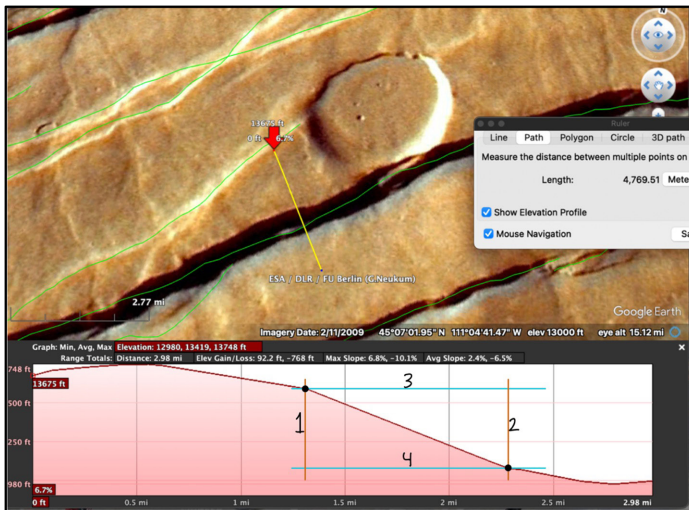 N
13675 ft
0 ft 6.7%
Ruler
Line Path Polygon Circle 3D path
Measure the distance between multiple points on
Length: 4,769.51 Mete
Show Elevation Profile
Mouse Navigation Sa
ESA / DLR / FU Berlin (G.Neukum)
2.77 mi
Google Earth
Imagery Date: 2/11/2009 45°07'01.95" N 111°04'41.47" W elev 13000 ft eye alt 15.12 mi
Graph: Min, Avg, Max Elevation: 12980, 13419, 13748 ft
Range Totals: Distance: 2.98 mi Elev Gain/Loss: 92.2 ft, -768 ft Max Slope: 6.8%, -10.1% Avg Slope: 2.4%, -6.5%
748 ft
13675 ft
3
500 ft
1 2
250 ft
4
980 ft
6.7%
0 ft 0.5 mi 1 mi 1.5 mi 2 mi 2.5 mi 2.98 mi